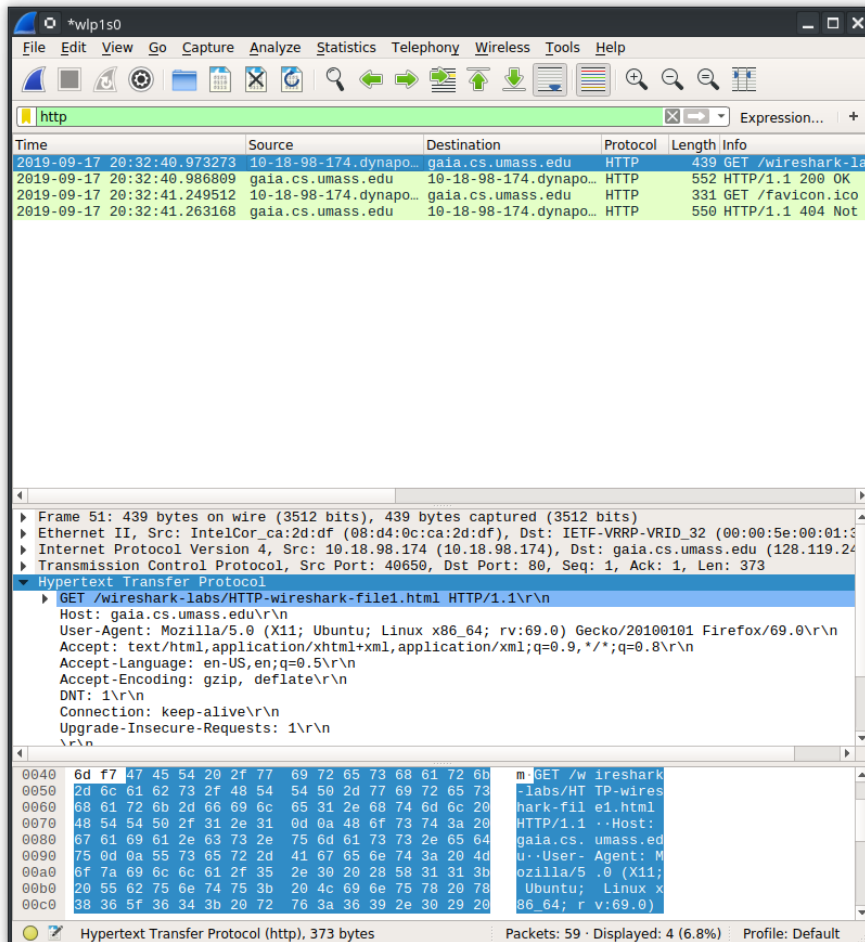 *wlp1s0
File Edit View Go Capture Analyze Statistics Telephony Wireless Tools Help
http Expression... +
Time Source Destination Protocol Length Info
2019-09-17 20:32:40.973273 10-18-98-174.dynapo… gaia.cs.umass.edu HTTP 439 GET /wireshark-la
2019-09-17 20:32:40.986809 gaia.cs.umass.edu 10-18-98-174.dynapo… HTTP 552 HTTP/1.1 200 OK
2019-09-17 20:32:41.249512 10-18-98-174.dynapo… gaia.cs.umass.edu HTTP 331 GET /favicon.ico
2019-09-17 20:32:41.263168 gaia.cs.umass.edu 10-18-98-174.dynapo… HTTP 550 HTTP/1.1 404 Not
Frame 51: 439 bytes on wire (3512 bits), 439 bytes captured (3512 bits)
Ethernet II, Src: IntelCor_ca:2d:df (08:d4:0c:ca:2d:df), Dst: IETF-VRRP-VRID_32 (00:00:5e:00:01:3
Internet Protocol Version 4, Src: 10.18.98.174 (10.18.98.174), Dst: gaia.cs.umass.edu (128.119.24
Transmission Control Protocol, Src Port: 40650, Dst Port: 80, Seq: 1, Ack: 1, Len: 373
Hypertext Transfer Protocol
GET /wireshark-labs/HTTP-wireshark-file1.html HTTP/1.1\r\n
Host: gaia.cs.umass.edu\r\n
User-Agent: Mozilla/5.0 (X11; Ubuntu; Linux x86_64; rv:69.0) Gecko/20100101 Firefox/69.0\r\n
Accept: text/html,application/xhtml+xml,application/xml;q=0.9,*/*;q=0.8\r\n
Accept-Language: en-US,en;q=0.5\r\n
Accept-Encoding: gzip, deflate\r\n
DNT: 1\r\n
Connection: keep-alive\r\n
Upgrade-Insecure-Requests: 1\r\n
\r\n
0040 6d f7 47 45 54 20 2f 77 69 72 65 73 68 61 72 6b m·GET /w ireshark
0050 2d 6c 61 62 73 2f 48 54 54 50 2d 77 69 72 65 73 -labs/HT TP-wires
0060 68 61 72 6b 2d 66 69 6c 65 31 2e 68 74 6d 6c 20 hark-fil e1.html
0070 48 54 54 50 2f 31 2e 31 0d 0a 48 6f 73 74 3a 20 HTTP/1.1 ··Host:
0080 67 61 69 61 2e 63 73 2e 75 6d 61 73 73 2e 65 64 gaia.cs. umass.ed
0090 75 0d 0a 55 73 65 72 2d 41 67 65 6e 74 3a 20 4d u··User- Agent: M
00a0 6f 7a 69 6c 6c 61 2f 35 2e 30 20 28 58 31 31 3b ozilla/5 .0 (X11;
00b0 20 55 62 75 6e 74 75 3b 20 4c 69 6e 75 78 20 78 Ubuntu; Linux x
00c0 38 36 5f 36 34 3b 20 72 76 3a 36 39 2e 30 29 20 86_64; r v:69.0)
Hypertext Transfer Protocol (http), 373 bytes Packets: 59 · Displayed: 4 (6.8%) Profile: Default